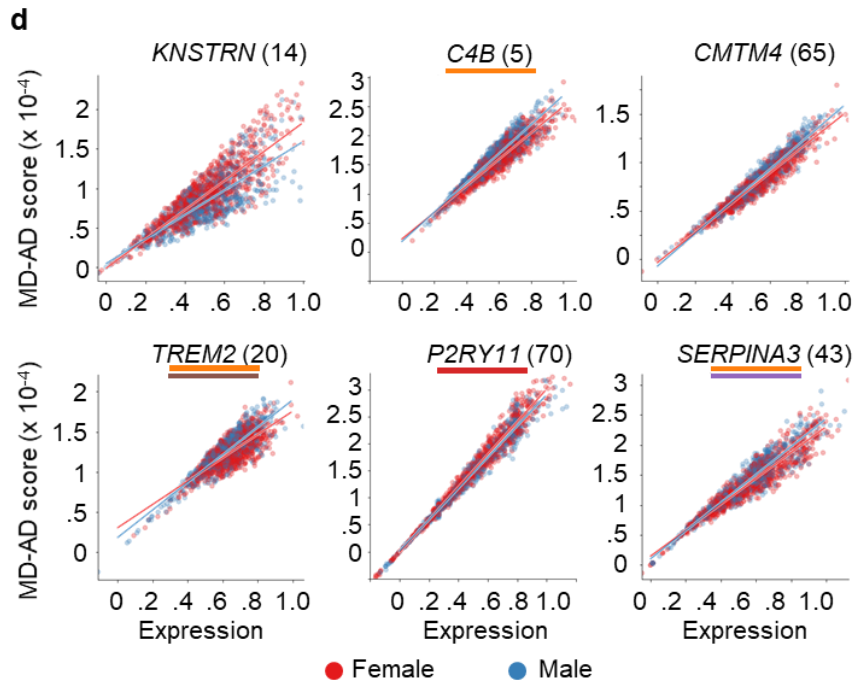 d
KNSTRN (14)
C4B (5)
CMTM4 (65)
MD-AD score (x 10⁻⁴)
2
1.5
1
.5
0
3
2.5
2
1.5
1
.5
0
1.5
1
.5
0
0 .2 .4 .6 .8 1.0
0 .2 .4 .6 .8 1.0
0 .2 .4 .6 .8 1.0
TREM2 (20)
P2RY11 (70)
SERPINA3 (43)
MD-AD score (x 10⁻⁴)
2
1.5
1
.5
0
3
2.5
2
1.5
1
.5
0
3
2.5
2
1.5
1
.5
0
0 .2 .4 .6 .8 1.0
0 .2 .4 .6 .8 1.0
0 .2 .4 .6 .8 1.0
Expression
Expression
Expression
Female
Male